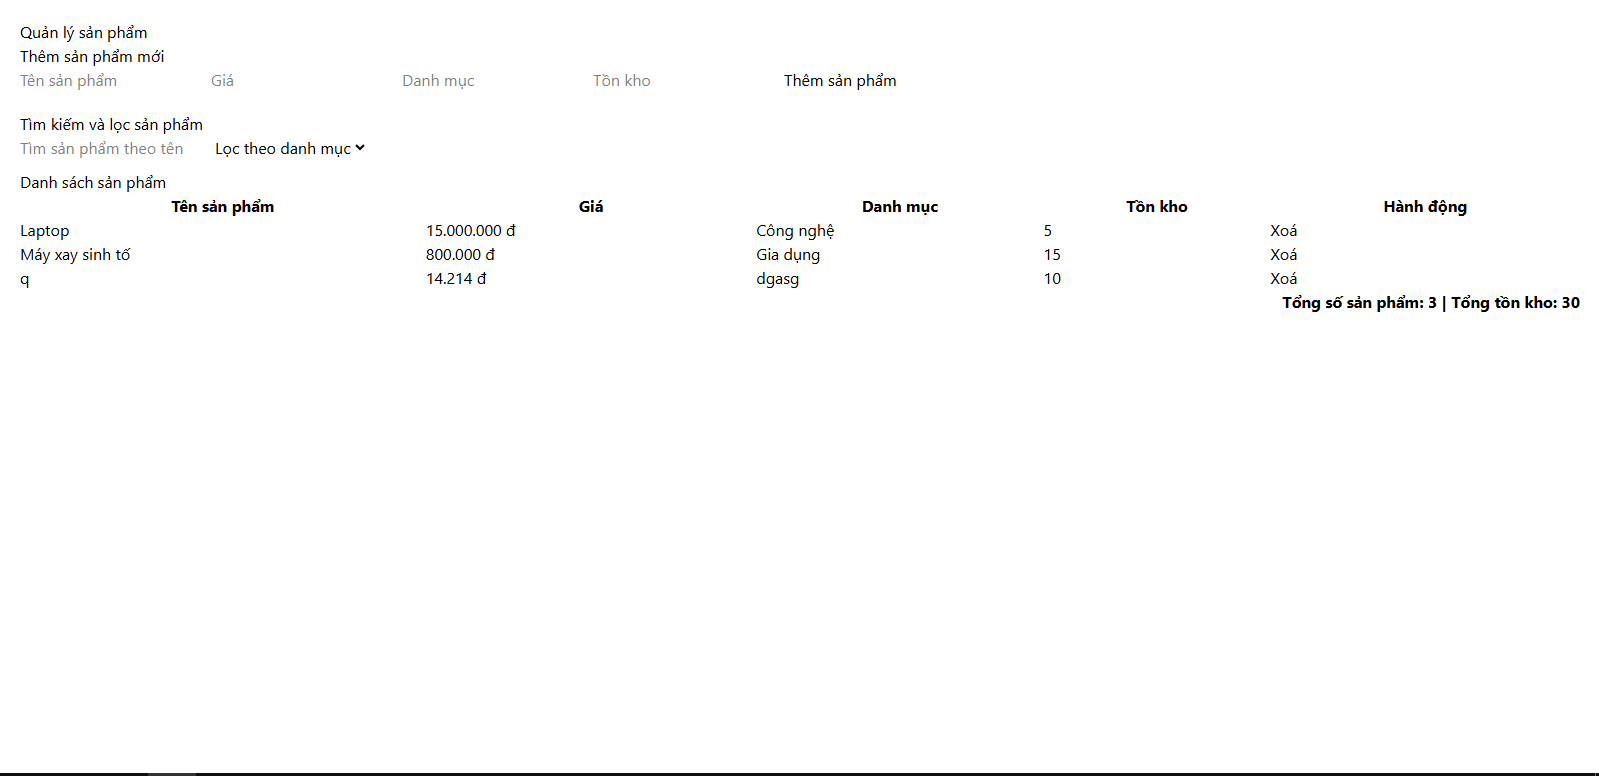 Quản lý sản phẩm
Thêm sản phẩm mới
Tên sản phẩm Giá Danh mục Tồn kho Thêm sản phẩm
Tìm kiếm và lọc sản phẩm
Tìm sản phẩm theo tên Lọc theo danh mục
Danh sách sản phẩm
Tên sản phẩm Giá Danh mục Tồn kho Hành động
Laptop 15.000.000 đ Công nghệ 5 Xoá
Máy xay sinh tố 800.000 đ Gia dụng 15 Xoá
q 14.214 đ dgasg 10 Xoá
Tổng số sản phẩm: 3 | Tổng tồn kho: 30